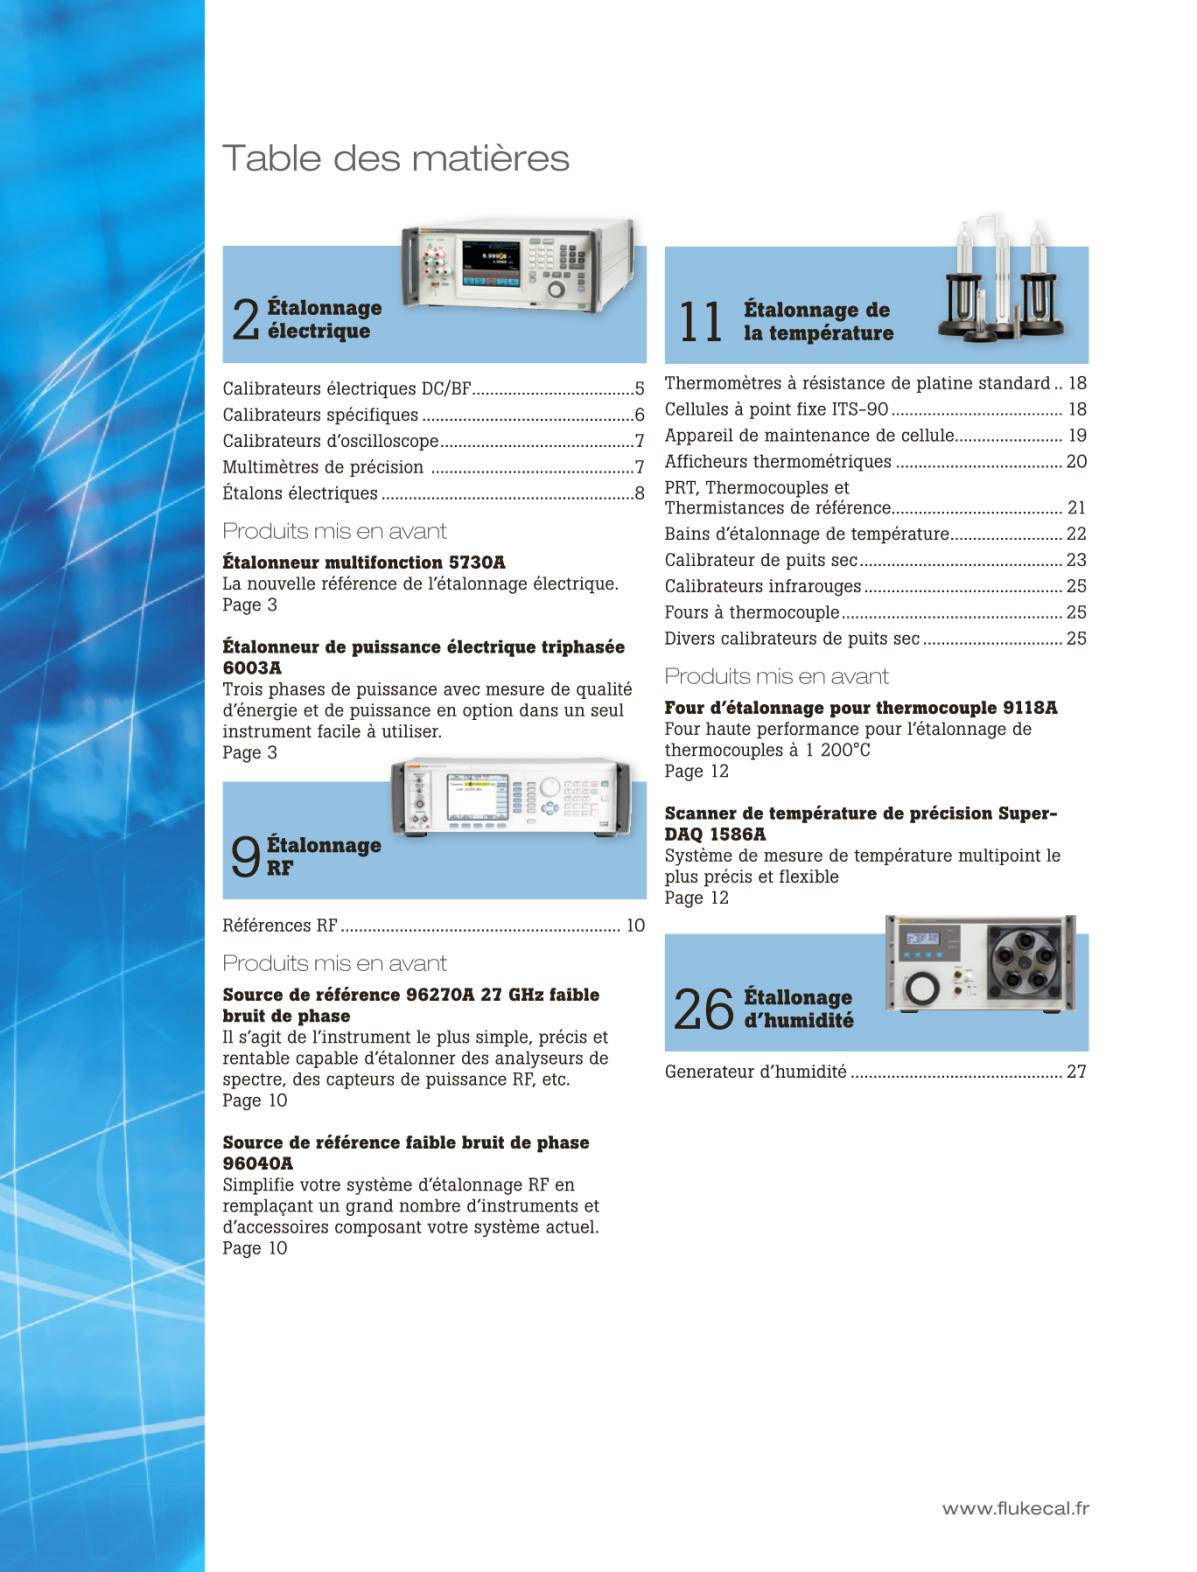 Table des matières
2 Étalonnage
électrique
Calibrateurs électriques DC/BF....................................5
Calibrateurs spécifiques ...............................................6
Calibrateurs d’oscilloscope...........................................7
Multimètres de précision .............................................7
Étalons électriques ........................................................8
Produits mis en avant
Étalonneur multifonction 5730A
La nouvelle référence de l’étalonnage électrique.
Page 3
Étalonneur de puissance électrique triphasée
6003A
Trois phases de puissance avec mesure de qualité
d’énergie et de puissance en option dans un seul
instrument facile à utiliser.
Page 3
9 Étalonnage
RF
Références RF .............................................................. 10
Produits mis en avant
Source de référence 96270A 27 GHz faible
bruit de phase
Il s’agit de l’instrument le plus simple, précis et
rentable capable d’étalonner des analyseurs de
spectre, des capteurs de puissance RF, etc.
Page 10
Source de référence faible bruit de phase
96040A
Simplifie votre système d’étalonnage RF en
remplaçant un grand nombre d’instruments et
d’accessoires composant votre système actuel.
Page 10
11 Étalonnage de
la température
Thermomètres à résistance de platine standard .. 18
Cellules à point fixe ITS-90 ...................................... 18
Appareil de maintenance de cellule........................ 19
Afficheurs thermométriques ..................................... 20
PRT, Thermocouples et
Thermistances de référence...................................... 21
Bains d’étalonnage de température......................... 22
Calibrateur de puits sec ............................................. 23
Calibrateurs infrarouges ............................................ 25
Fours à thermocouple ................................................. 25
Divers calibrateurs de puits sec ............................... 25
Produits mis en avant
Four d’étalonnage pour thermocouple 9118A
Four haute performance pour l’étalonnage de
thermocouples à 1 200°C
Page 12
Scanner de température de précision Super-
DAQ 1586A
Système de mesure de température multipoint le
plus précis et flexible
Page 12
26 Étallonage
d’humidité
Generateur d’humidité ............................................... 27
www.flukecal.fr